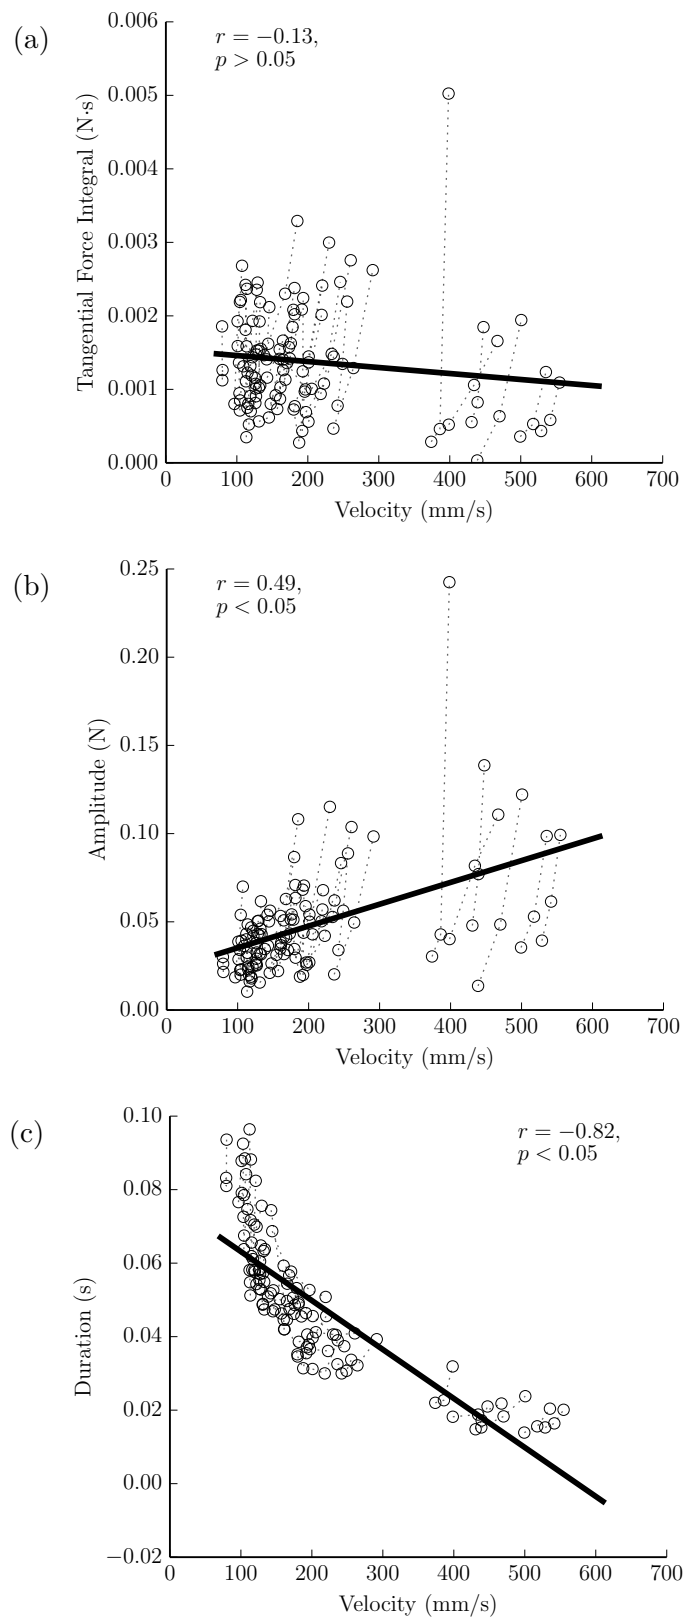 (a)
r = −0.13,
p > 0.05
Tangential Force Integral (N·s)
0.006
0.005
0.004
0.003
0.002
0.001
0.000
0 100 200 300 400 500 600 700
Velocity (mm/s)
(b)
r = 0.49,
p < 0.05
Amplitude (N)
0.25
0.20
0.15
0.10
0.05
0.00
0 100 200 300 400 500 600 700
Velocity (mm/s)
(c)
r = −0.82,
p < 0.05
Duration (s)
0.10
0.08
0.06
0.04
0.02
0.00
−0.02
0 100 200 300 400 500 600 700
Velocity (mm/s)